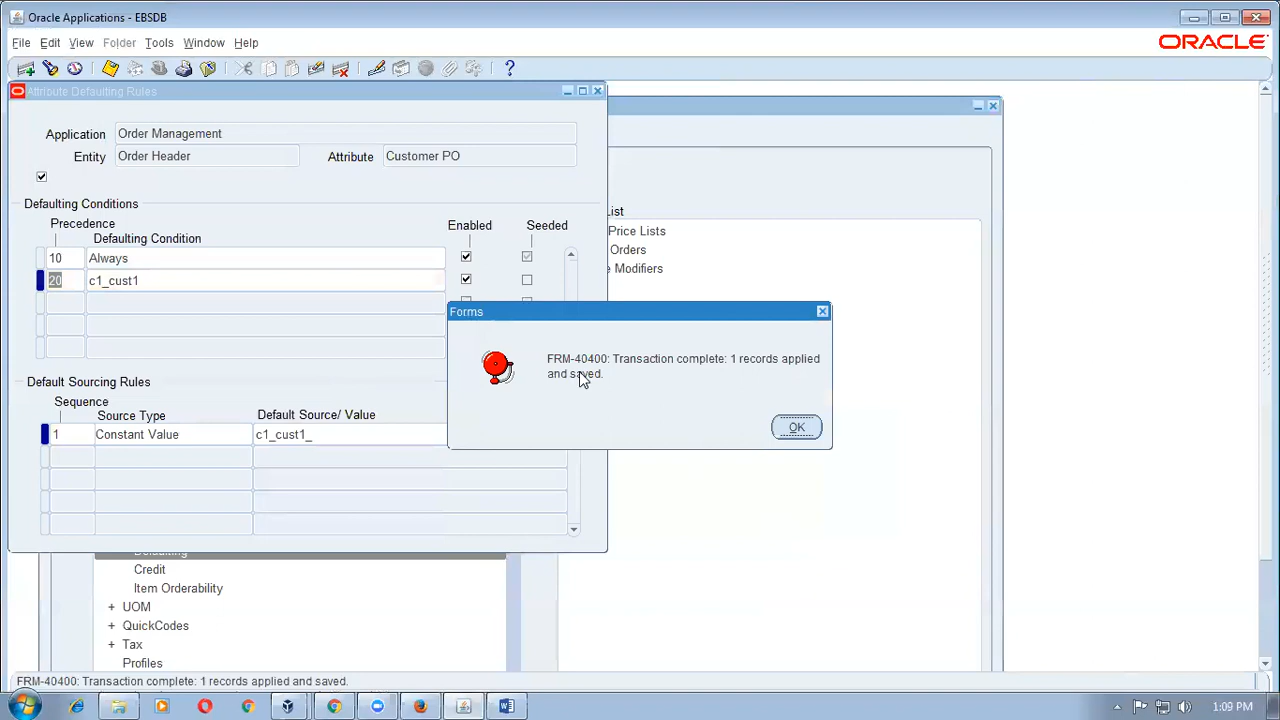 Oracle Applications - EBSDB
File Edit View Folder Tools Window Help
ORACLE
Attribute Defaulting Rules
Application Order Management
Entity Order Header Attribute Customer PO
Defaulting Conditions
Precedence
Defaulting Condition Enabled Seeded
10 Always
20 c1_cust1
Default Sourcing Rules
Sequence
Source Type Default Source/ Value
1 Constant Value c1_cust1_
List
Price Lists
Orders
Modifiers
Forms
FRM-40400: Transaction complete: 1 records applied
and saved.
OK
Defaulting
Credit
Item Orderability
+ UOM
+ QuickCodes
+ Tax
Profiles
FRM-40400: Transaction complete: 1 records applied and saved.
1:09 PM